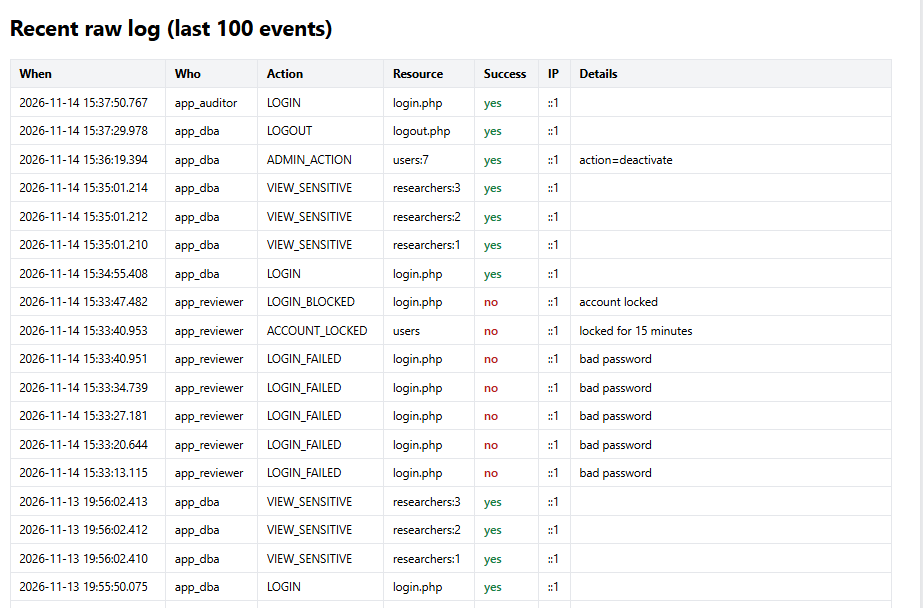 Recent raw log (last 100 events)
When Who Action Resource Success IP Details
2026-11-14 15:37:50.767 app_auditor LOGIN login.php yes ::1
2026-11-14 15:37:29.978 app_dba LOGOUT logout.php yes ::1
2026-11-14 15:36:19.394 app_dba ADMIN_ACTION users:7 yes ::1 action=deactivate
2026-11-14 15:35:01.214 app_dba VIEW_SENSITIVE researchers:3 yes ::1
2026-11-14 15:35:01.212 app_dba VIEW_SENSITIVE researchers:2 yes ::1
2026-11-14 15:35:01.210 app_dba VIEW_SENSITIVE researchers:1 yes ::1
2026-11-14 15:34:55.408 app_dba LOGIN login.php yes ::1
2026-11-14 15:33:47.482 app_reviewer LOGIN_BLOCKED login.php no ::1 account locked
2026-11-14 15:33:40.953 app_reviewer ACCOUNT_LOCKED users no ::1 locked for 15 minutes
2026-11-14 15:33:40.951 app_reviewer LOGIN_FAILED login.php no ::1 bad password
2026-11-14 15:33:34.739 app_reviewer LOGIN_FAILED login.php no ::1 bad password
2026-11-14 15:33:27.181 app_reviewer LOGIN_FAILED login.php no ::1 bad password
2026-11-14 15:33:20.644 app_reviewer LOGIN_FAILED login.php no ::1 bad password
2026-11-14 15:33:13.115 app_reviewer LOGIN_FAILED login.php no ::1 bad password
2026-11-13 19:56:02.413 app_dba VIEW_SENSITIVE researchers:3 yes ::1
2026-11-13 19:56:02.412 app_dba VIEW_SENSITIVE researchers:2 yes ::1
2026-11-13 19:56:02.410 app_dba VIEW_SENSITIVE researchers:1 yes ::1
2026-11-13 19:55:50.075 app_dba LOGIN login.php yes ::1